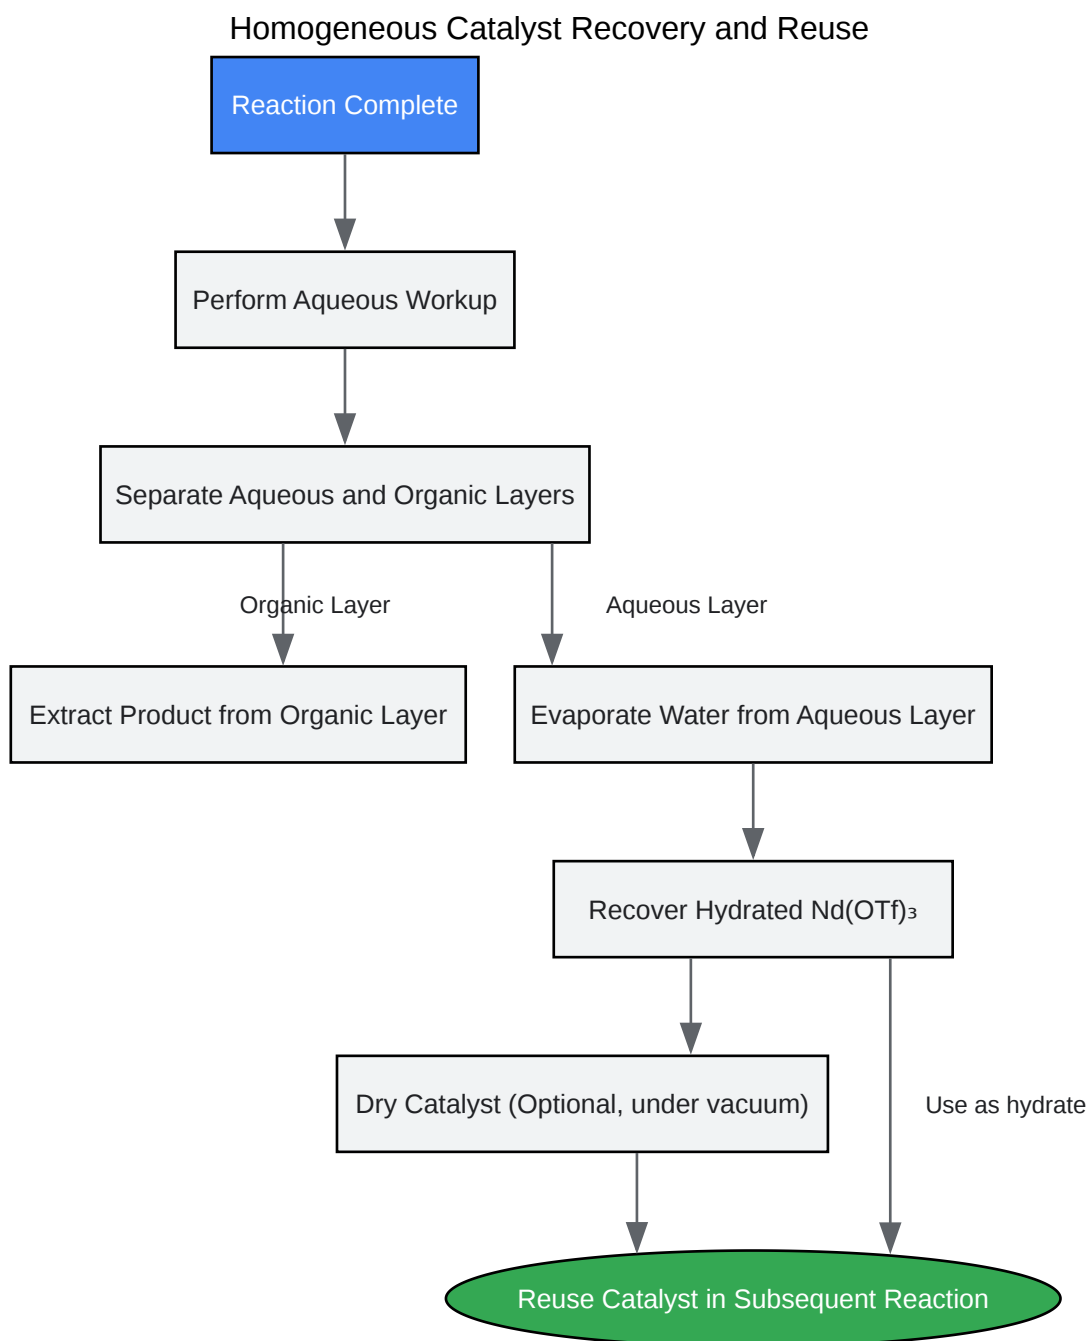 Homogeneous Catalyst Recovery and Reuse
Reaction Complete
Perform Aqueous Workup
Separate Aqueous and Organic Layers
Organic Layer
Aqueous Layer
Extract Product from Organic Layer
Evaporate Water from Aqueous Layer
Recover Hydrated Nd(OTf)₃
Dry Catalyst (Optional, under vacuum)
Use as hydrate
Reuse Catalyst in Subsequent Reaction